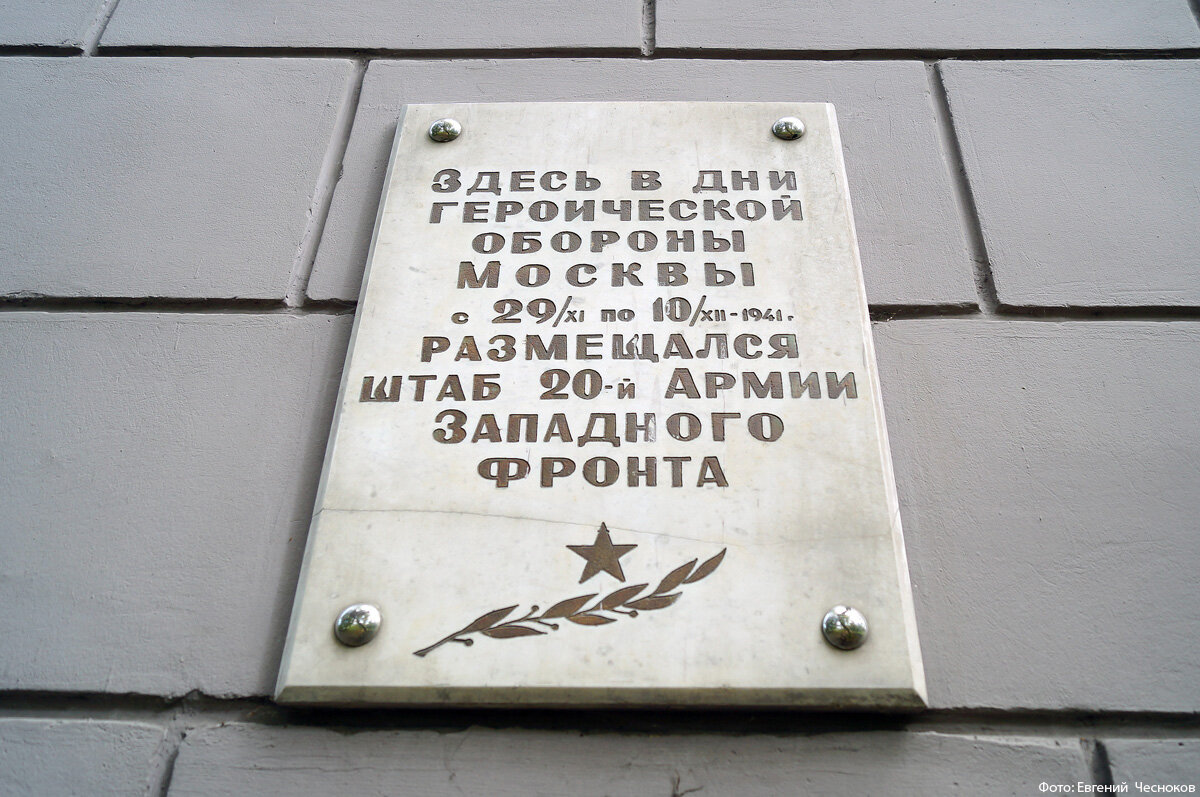 Здесь в дни
героической
обороны
Москвы
с 29/XI по 10/XII-1941г.
размещался
штаб 20-й Армии
Западного
фронта
Фото: Евгений Чесноков